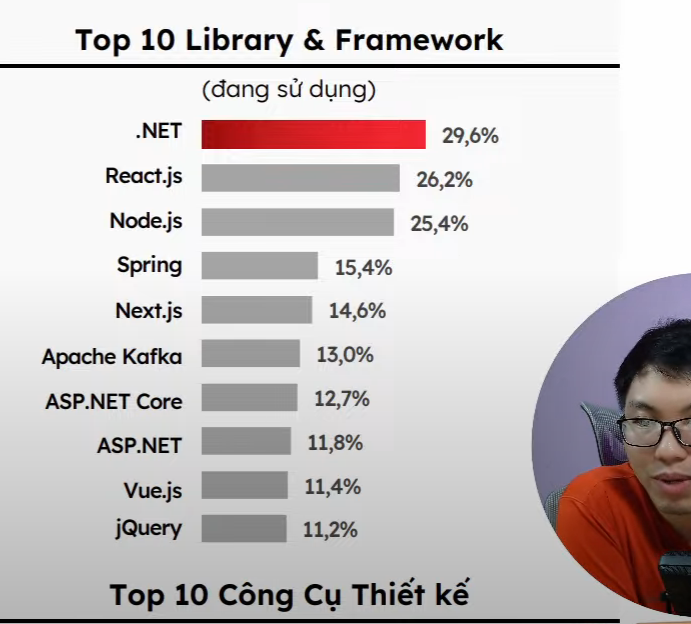 Top 10 Library & Framework
(đang sử dụng)
.NET 29,6%
React.js 26,2%
Node.js 25,4%
Spring 15,4%
Next.js 14,6%
Apache Kafka 13,0%
ASP.NET Core 12,7%
ASP.NET 11,8%
Vue.js 11,4%
jQuery 11,2%
Top 10 Công Cụ Thiết kế